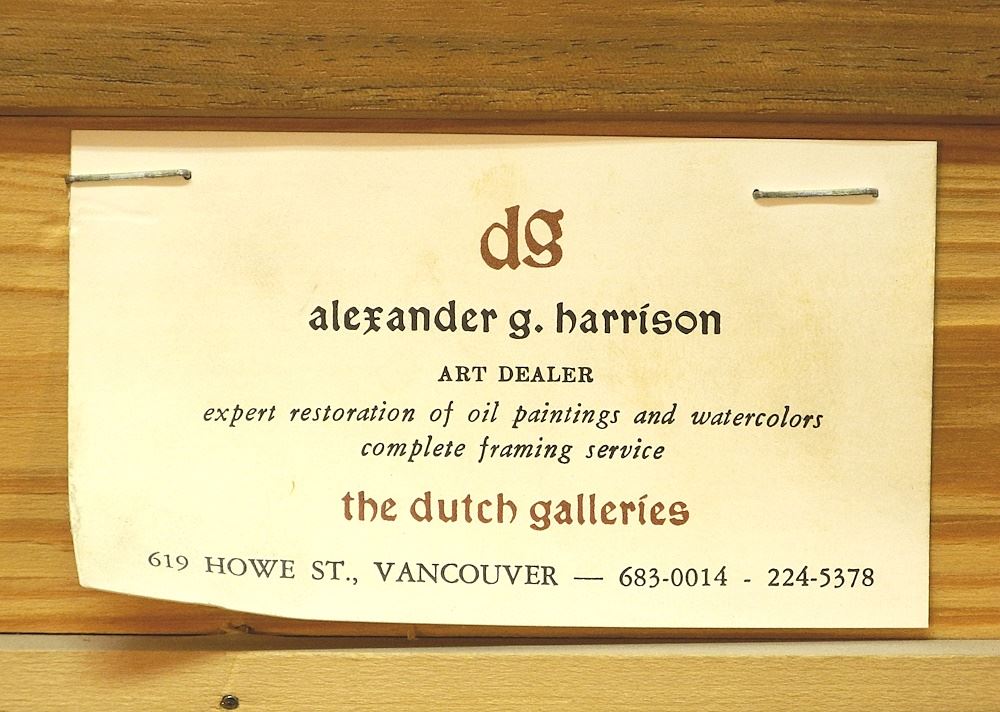 dg
alexander g. harrison
ART DEALER
expert restoration of oil paintings and watercolors
complete framing service
the dutch galleries
619 HOWE ST., VANCOUVER — 683-0014 - 224-5378